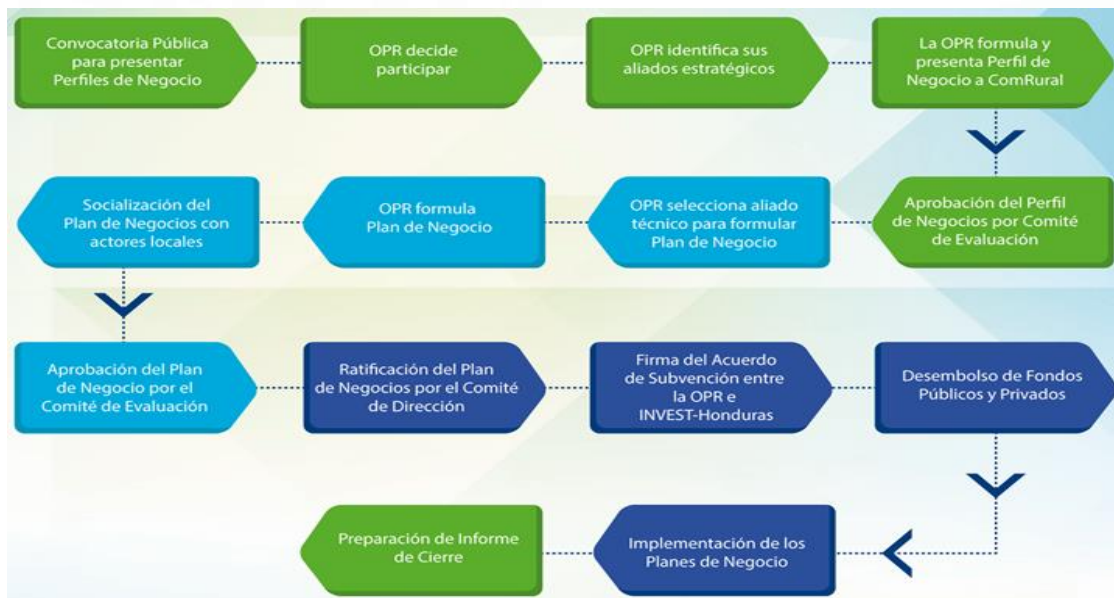 Convocatoria Pública
para presentar
Perfiles de Negocio
OPR decide
participar
OPR identifica sus
aliados estratégicos
La OPR formula y
presenta Perfil de
Negocio a ComRural
Aprobación del Perfil
de Negocios por Comité
de Evaluación
OPR selecciona aliado
técnico para formular
Plan de Negocio
OPR formula
Plan de Negocio
Socialización del
Plan de Negocios con
actores locales
Aprobación del Plan
de Negocio por el
Comité de Evaluación
Ratificación del Plan
de Negocios por el Comité
de Dirección
Firma del Acuerdo
de Subvención entre
la OPR e
INVEST-Honduras
Desembolso de Fondos
Públicos y Privados
Implementación de los
Planes de Negocio
Preparación de Informe
de Cierre